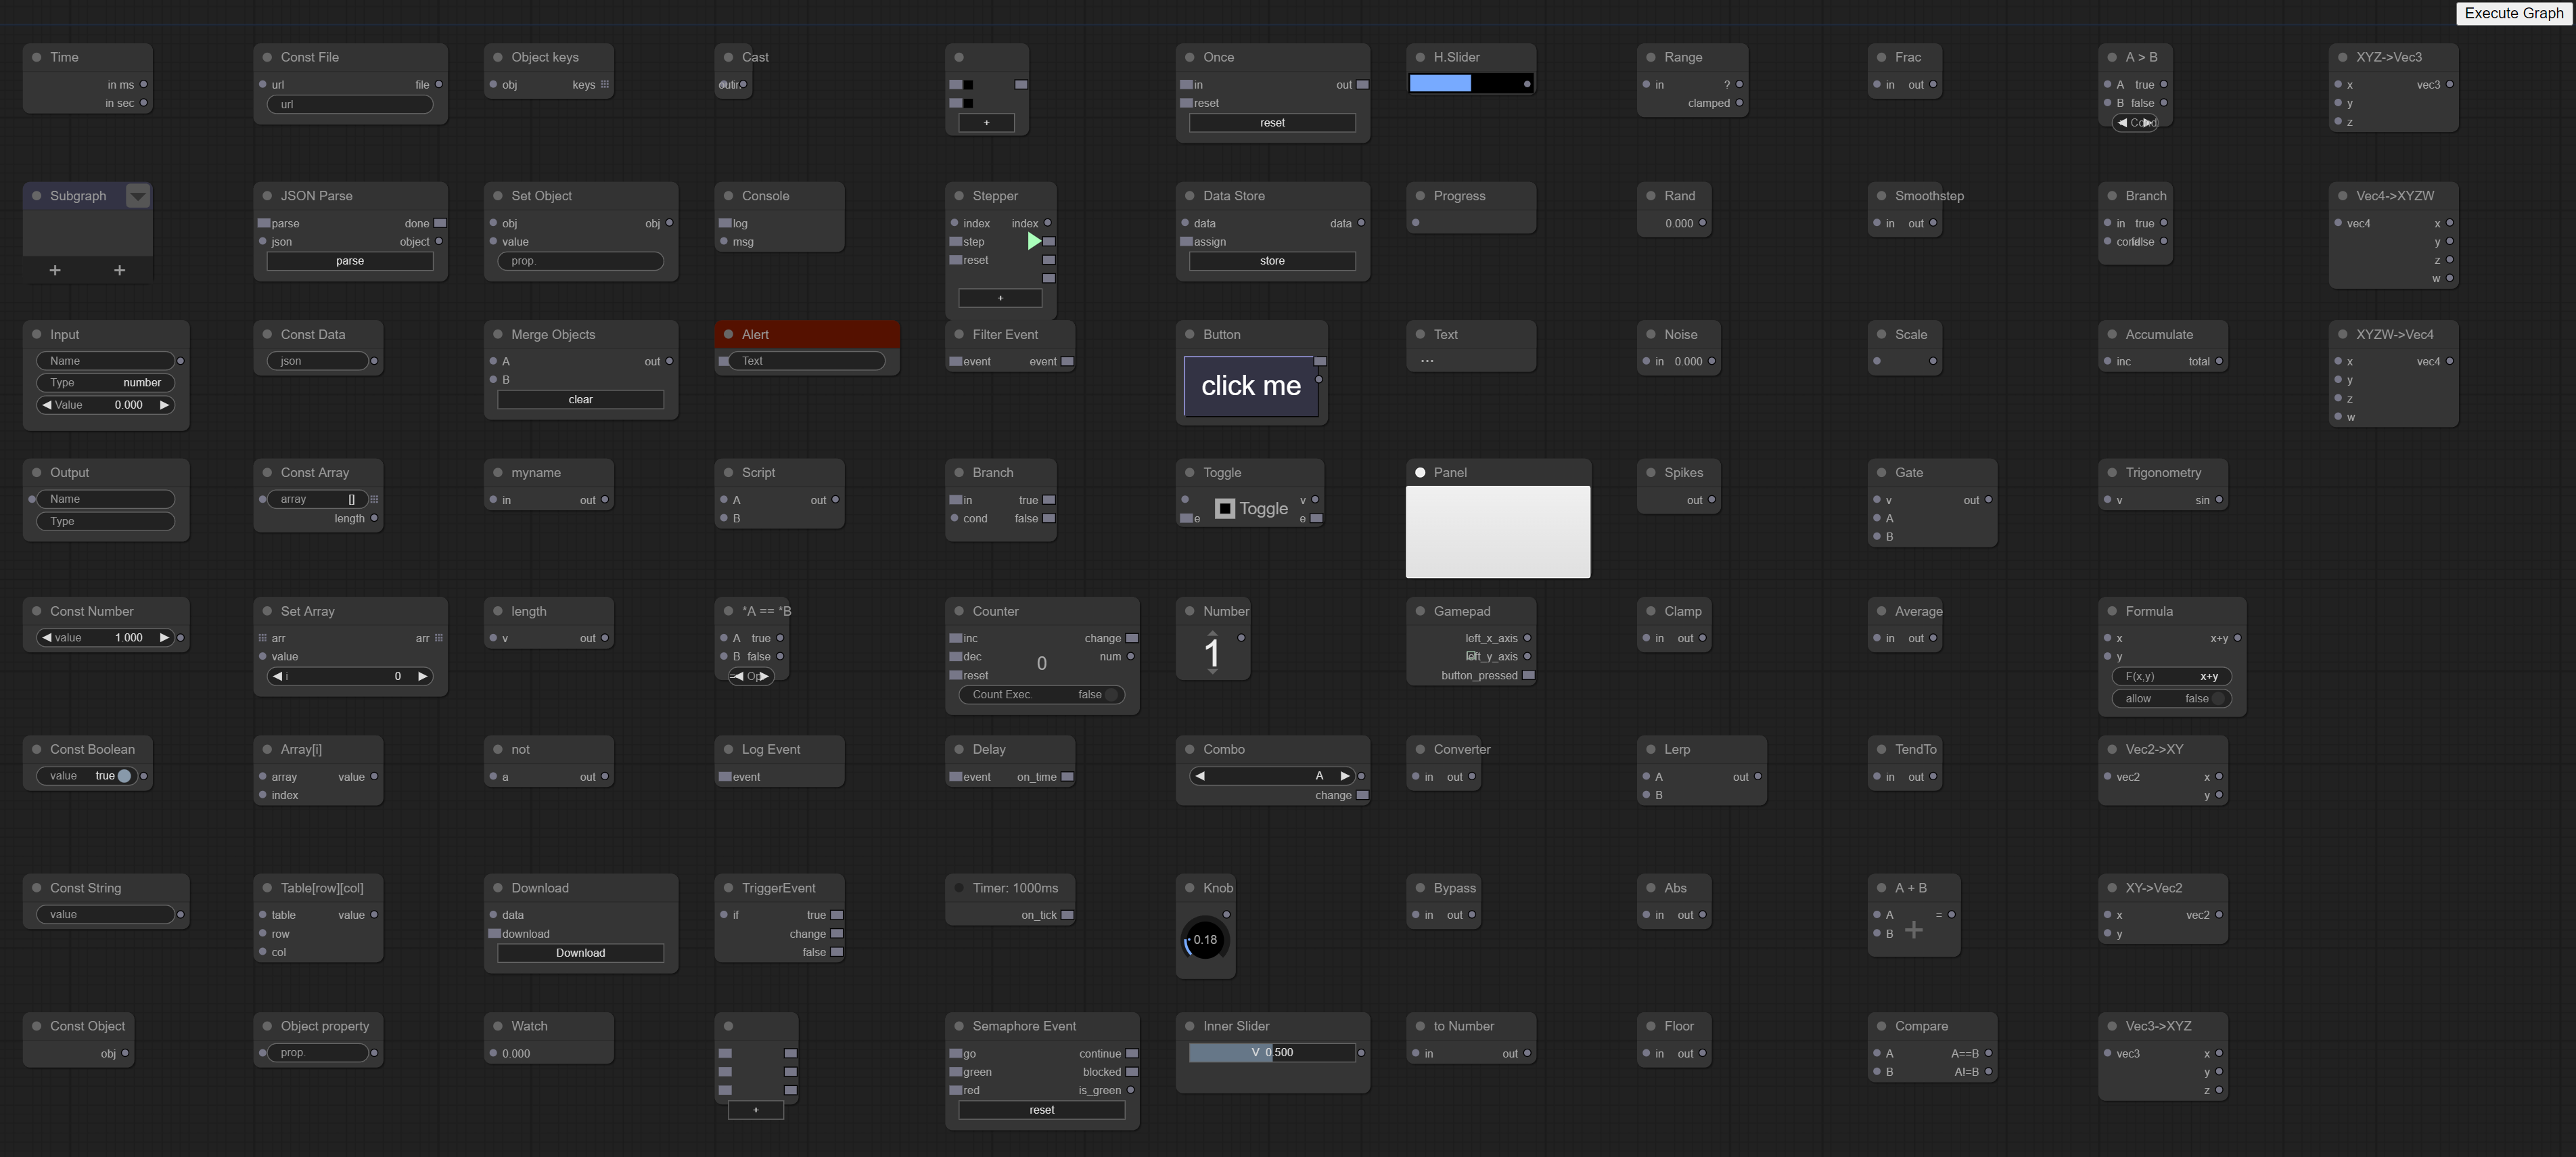 Execute Graph
Time
in ms
in sec
Const File
url file
url
Object keys
obj keys
Cast
+
Once
in out
reset
reset
H.Slider
Range
in ?
clamped
Frac
in out
A > B
A true
B false
XYZ->Vec3
x vec3
y
z
Subgraph
+ +
JSON Parse
parse done
json object
parse
Set Object
obj obj
value
prop.
Console
log
msg
Stepper
index index
step
reset
+
Data Store
data data
assign
store
Progress
Rand
0.000
Smoothstep
in out
Branch
in true
cond false
Vec4->XYZW
vec4 x
y
z
w
Input
Name
Type number
Value 0.000
Const Data
json
Merge Objects
A out
B
clear
Alert
Text
Filter Event
event event
Button
click me
Text
...
Noise
in 0.000
Scale
Accumulate
inc total
XYZW->Vec4
x vec4
y
z
w
Output
Name
Type
Const Array
array []
length
myname
in out
Script
A out
B
Branch
in true
cond false
Toggle
v
e Toggle e
Panel
Spikes
out
Gate
v out
A
B
Trigonometry
v sin
Const Number
value 1.000
Set Array
arr arr
value
i 0
length
v out
*A == *B
A true
B false
Counter
inc change
dec num
0
reset
Count Exec. false
Number
1
Gamepad
left_x_axis
left_y_axis
button_pressed
Clamp
in out
Average
in out
Formula
x x+y
y
F(x,y) x+y
allow false
Const Boolean
value true
Array[i]
array value
index
not
a out
Log Event
event
Delay
event on_time
Combo
A
change
Converter
in out
Lerp
A out
B
TendTo
in out
Vec2->XY
vec2 x
y
Const String
value
Table[row][col]
table value
row
col
Download
data
download
Download
TriggerEvent
if true
change
false
Timer: 1000ms
on_tick
Knob
0.18
Bypass
in out
Abs
in out
A + B
A =
B +
XY->Vec2
x vec2
y
Const Object
obj
Object property
prop.
Watch
0.000
+
Semaphore Event
go continue
green blocked
red is_green
reset
Inner Slider
V 0.500
to Number
in out
Floor
in out
Compare
A A==B
B A!=B
Vec3->XYZ
vec3 x
y
z